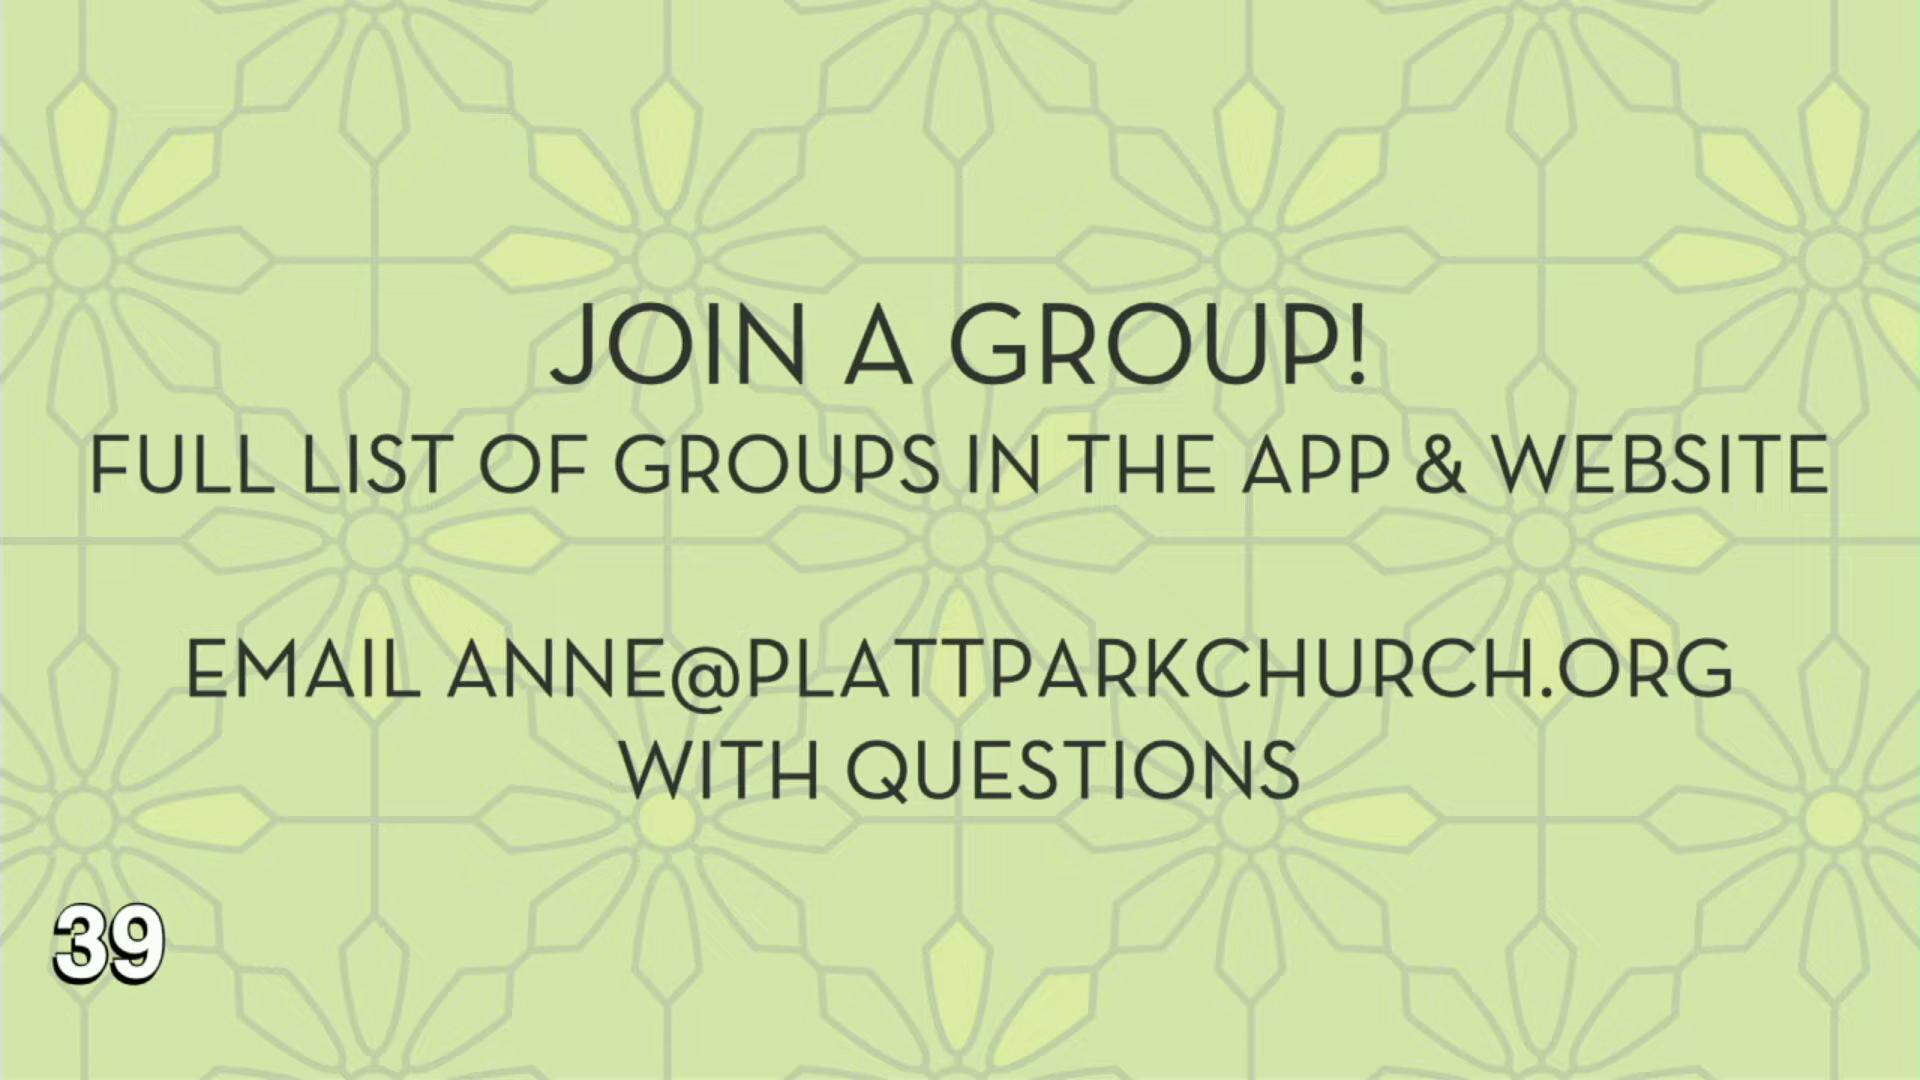 JOIN A GROUP!
FULL LIST OF GROUPS IN THE APP & WEBSITE
EMAIL ANNE@PLATTPARKCHURCH.ORG
WITH QUESTIONS
39